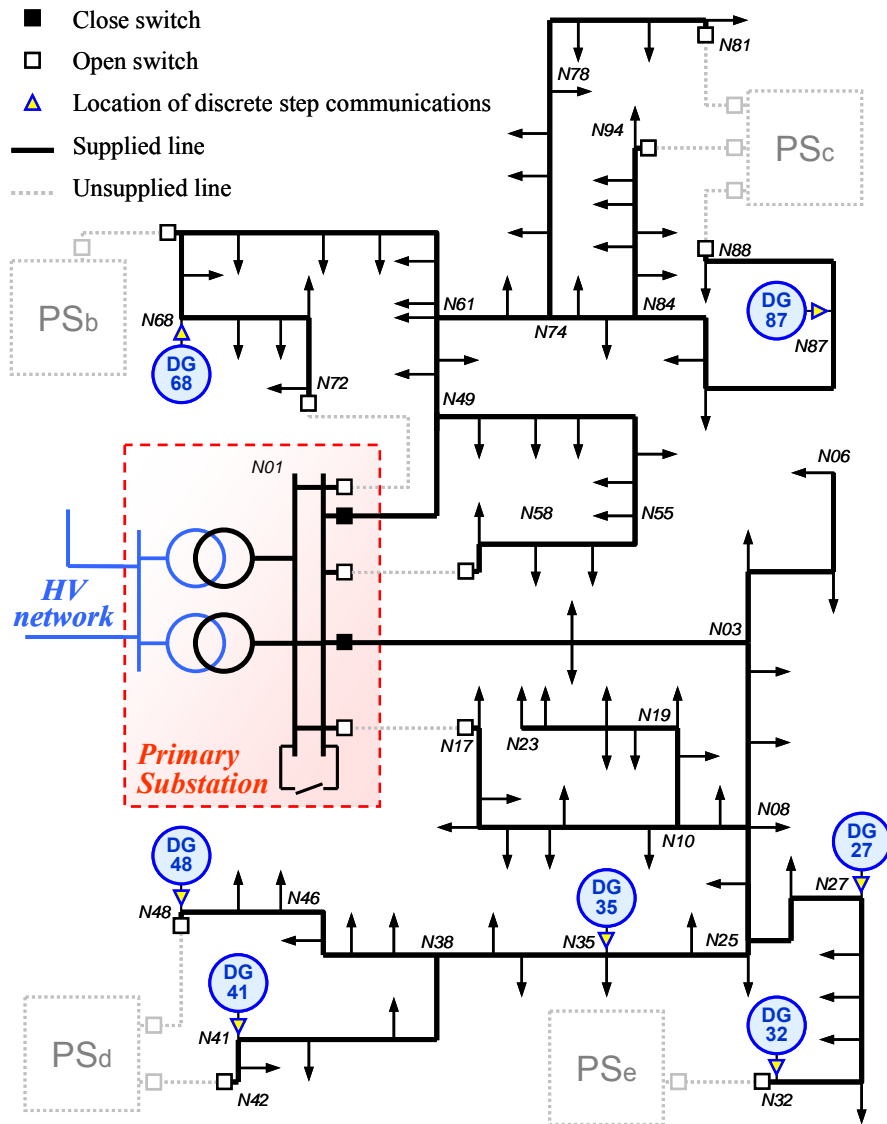 Close switch
Open switch
Location of discrete step communications
Supplied line
Unsupplied line
N81
N78
N94
PSc
N88
DG
87
N87
PSb
N68
DG
68
N72
N61
N74
N84
N49
N01
N58
N55
N06
HV
network
N03
Primary
Substation
N17
N23
N19
N08
N10
DG
48
DG
27
N48
N46
DG
35
N27
N38
N35
N25
DG
41
N41
DG
32
PSd
PSe
N42
N32